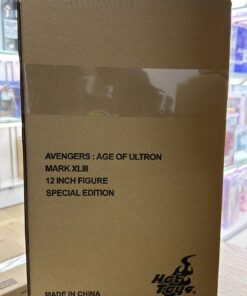 AVENGERS : AGE OF ULTRON
MARK XLIII
12 INCH FIGURE
SPECIAL EDITION
MADE IN CHINA
Hot
Toys